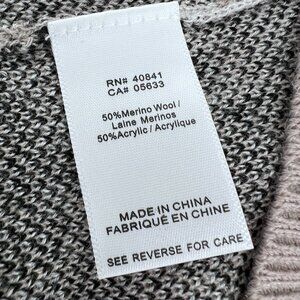 RN# 40841
CA# 05633
50%Merino Wool /
Laine Merinos
50%Acrylic / Acrylique
MADE IN CHINA
FABRIQUÉ EN CHINE
SEE REVERSE FOR CARE